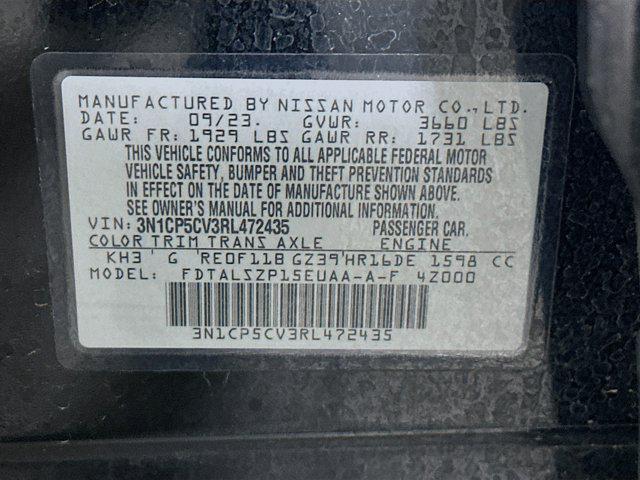 MANUFACTURED BY NISSAN MOTOR CO., LTD.
DATE: 09/23. GVWR: 3660 LBS
GAWR FR: 1929 LBS GAWR RR: 1731 LBS
THIS VEHICLE CONFORMS TO ALL APPLICABLE FEDERAL MOTOR
VEHICLE SAFETY, BUMPER AND THEFT PREVENTION STANDARDS
IN EFFECT ON THE DATE OF MANUFACTURE SHOWN ABOVE.
SEE OWNER'S MANUAL FOR ADDITIONAL INFORMATION.
VIN: 3N1CP5CV3RL472435 PASSENGER CAR.
COLOR TRIM TRANS AXLE ENGINE
KH3' G 'RE0F11B GZ39'HR16DE 1598 CC
MODEL: FDTALSZP15EUAA-A-F 4Z000
3N1CP5CV3RL472435